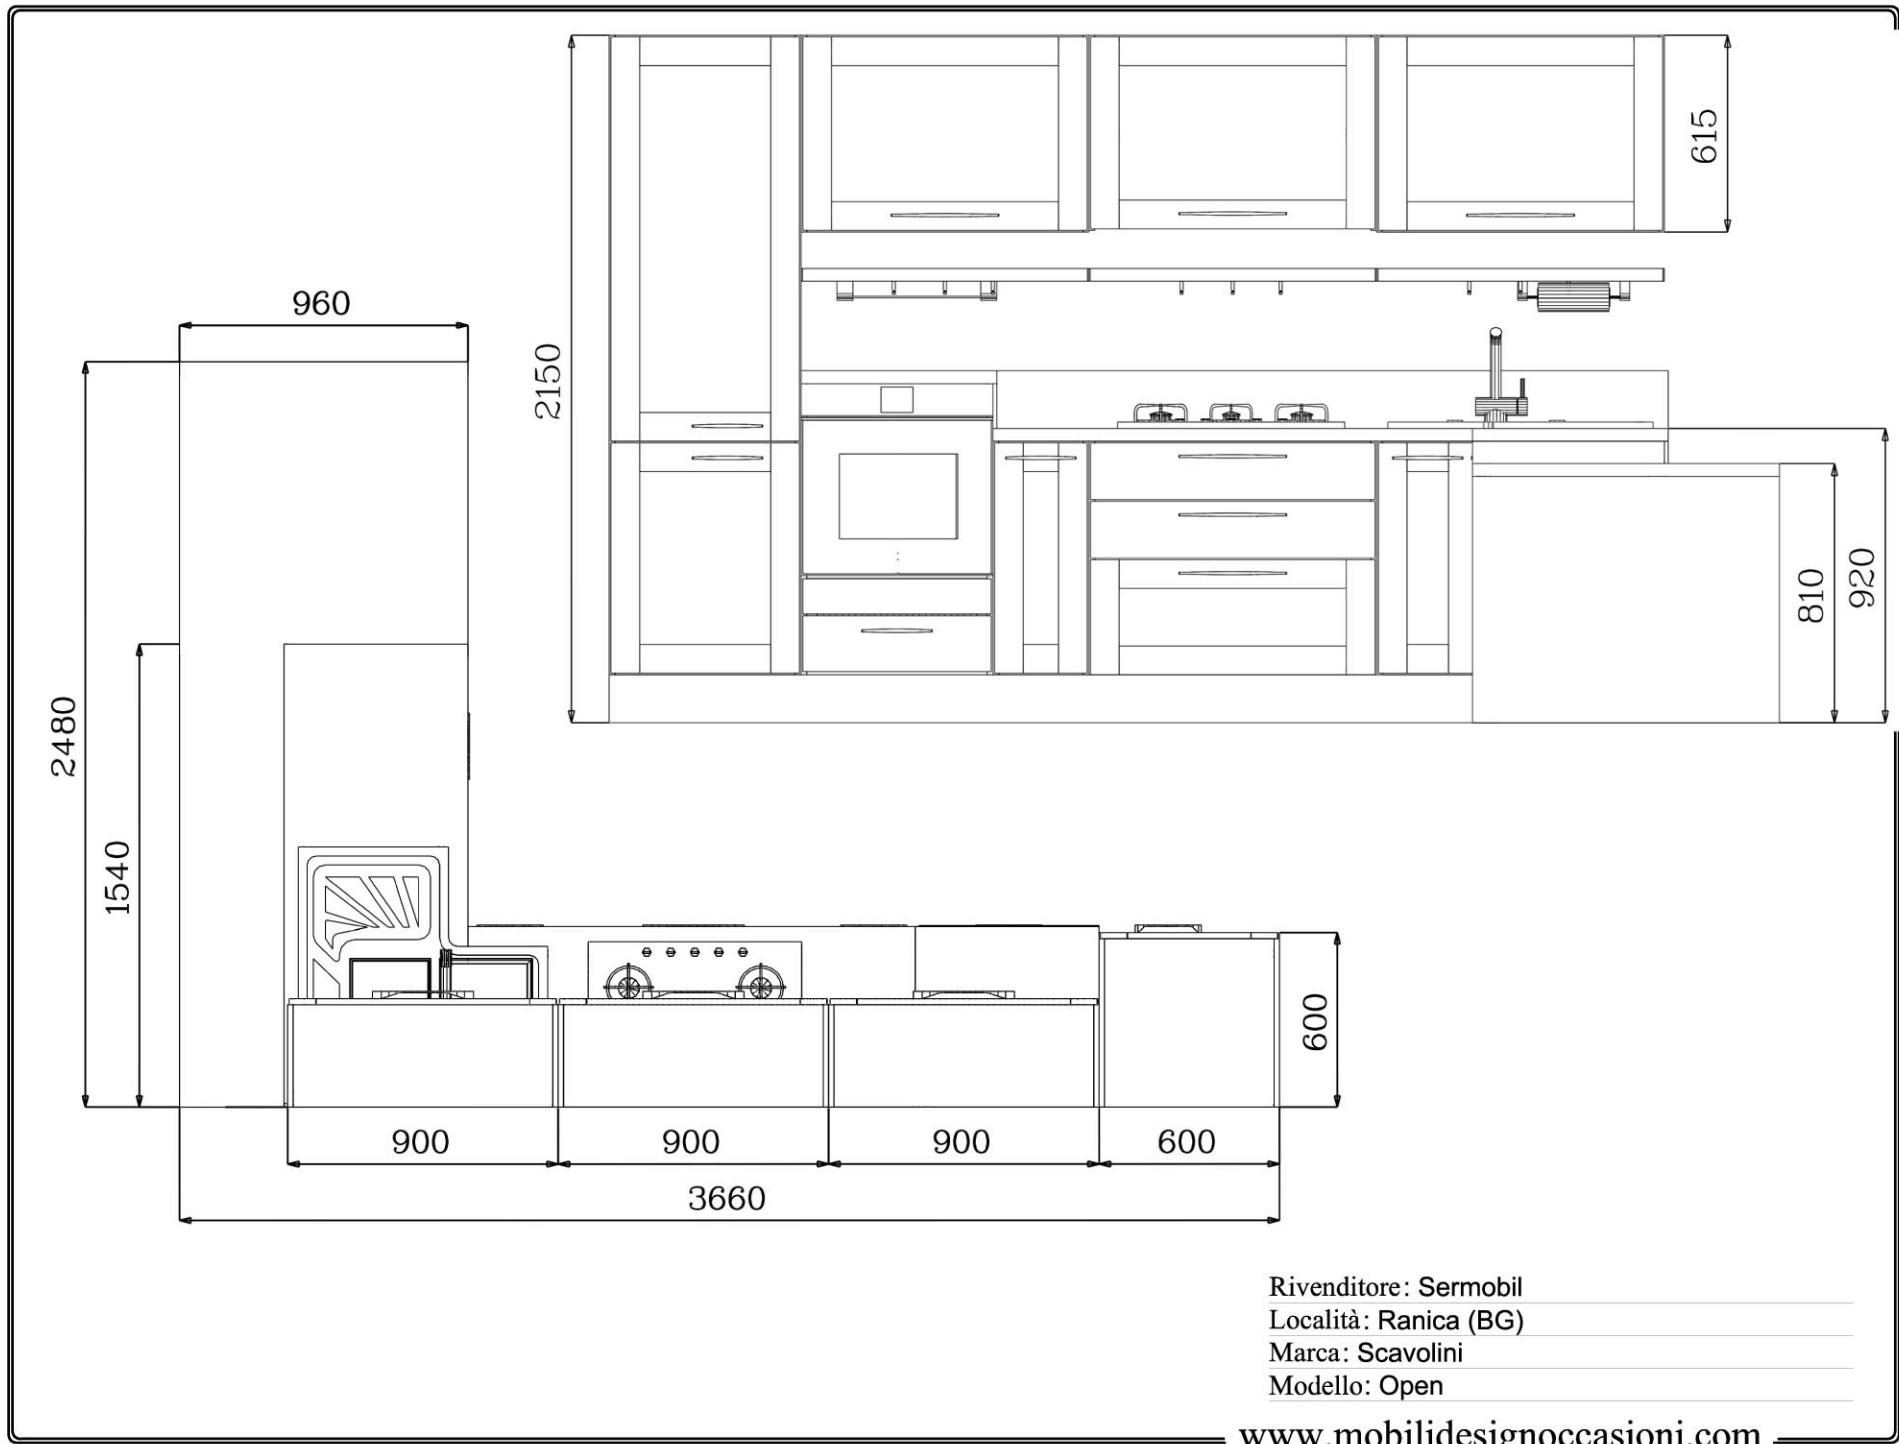 615
960
2150
810
920
2480
1540
600
900 900 900 600
3660
Rivenditore: Sermobil
Località: Ranica (BG)
Marca: Scavolini
Modello: Open
www.mobilidesignoccasioni.com